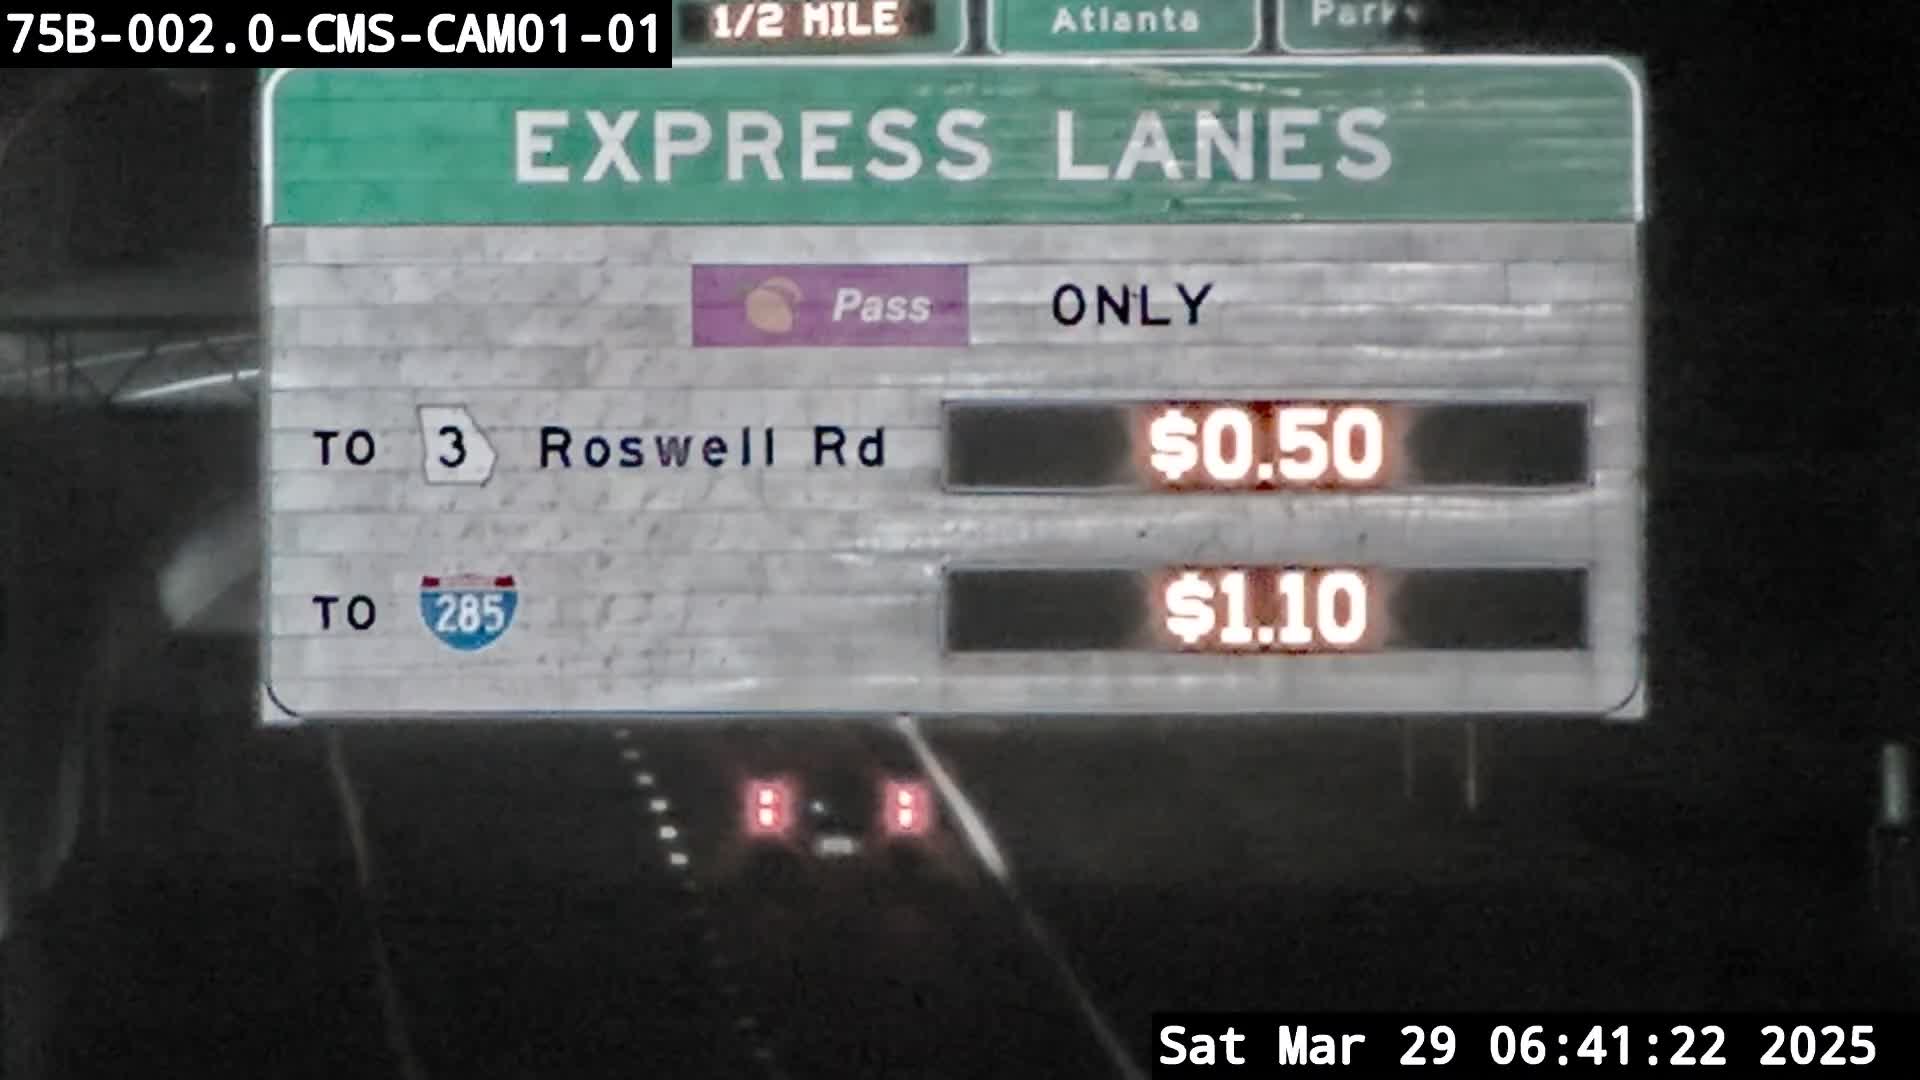 75B-002.0-CMS-CAM01-01
1/2 MILE
Atlanta
EXPRESS LANES
Pass ONLY
TO 3 Roswell Rd $0.50
TO 285 $1.10
Sat Mar 29 06:41:22 2025